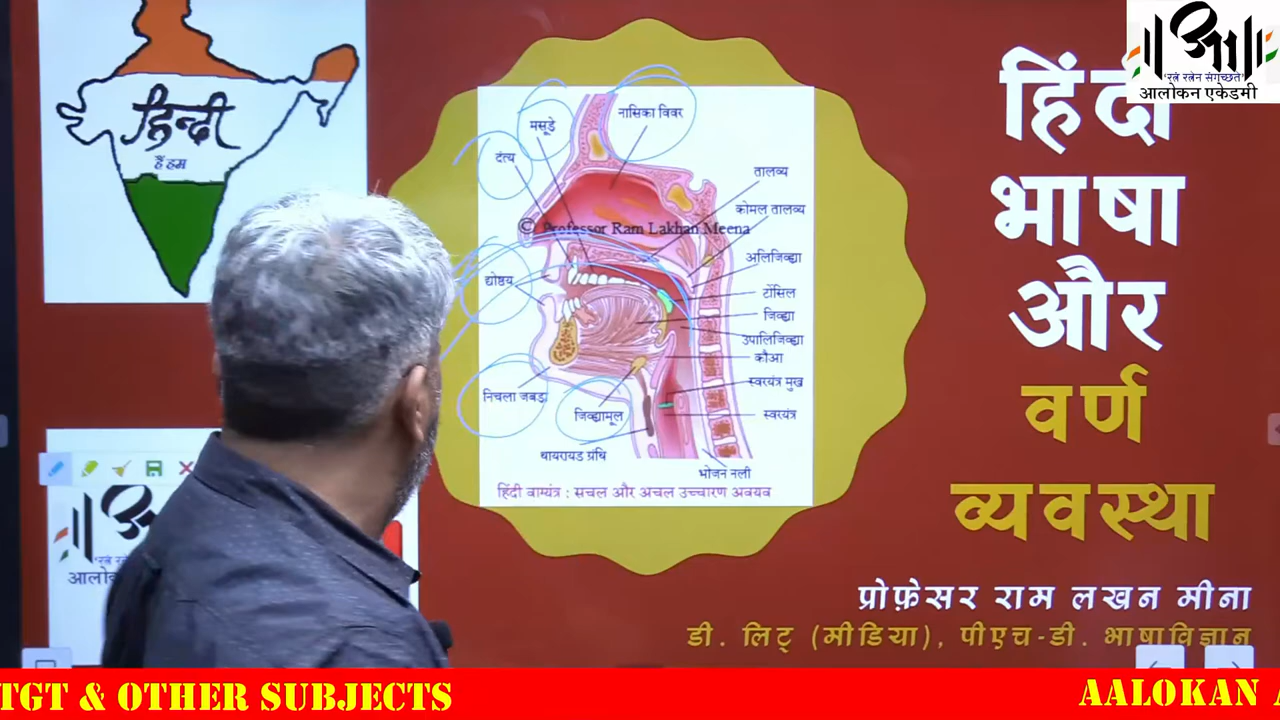 हिन्दी
हैं हम
मसूडे
नासिका विवर
दंत्य
तालव्य
© Professor Ram Lakhan Meena
कोमल तालव्य
अलिजिव्हा
द्योष्ठय
टॉसिल
जिव्हा
उपालिजिव्हा
कौआ
निचला जबड़ा
स्वरयंत्र मुख
जिव्हामूल
स्वरयंत्र
थायरायड ग्रंथि
भोजन नली
हिंदी वाग्यंत्र : सचल और अचल उच्चारण अवयव
हिंदी
भाषा
और
वर्ण
व्यवस्था
प्रोफ़ेसर राम लखन मीना
डी. लिट् (मीडिया), पीएच-डी. भाषाविज्ञान
आलोकन एकेडमी
TGT & OTHER SUBJECTS
AALOKAN